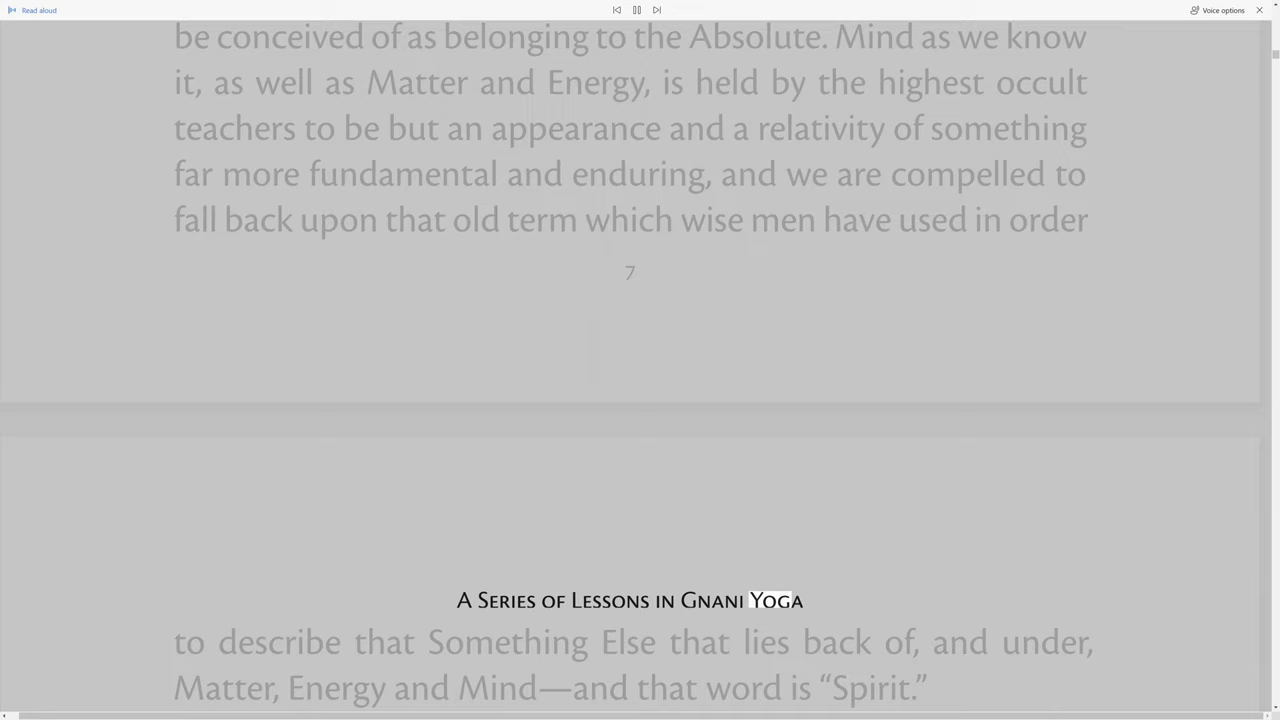 Read aloud
Voice options
be conceived of as belonging to the Absolute. Mind as we know
it, as well as Matter and Energy, is held by the highest occult
teachers to be but an appearance and a relativity of something
far more fundamental and enduring, and we are compelled to
fall back upon that old term which wise men have used in order
7
A Series of Lessons in Gnani Yoga
to describe that Something Else that lies back of, and under,
Matter, Energy and Mind—and that word is “Spirit.”